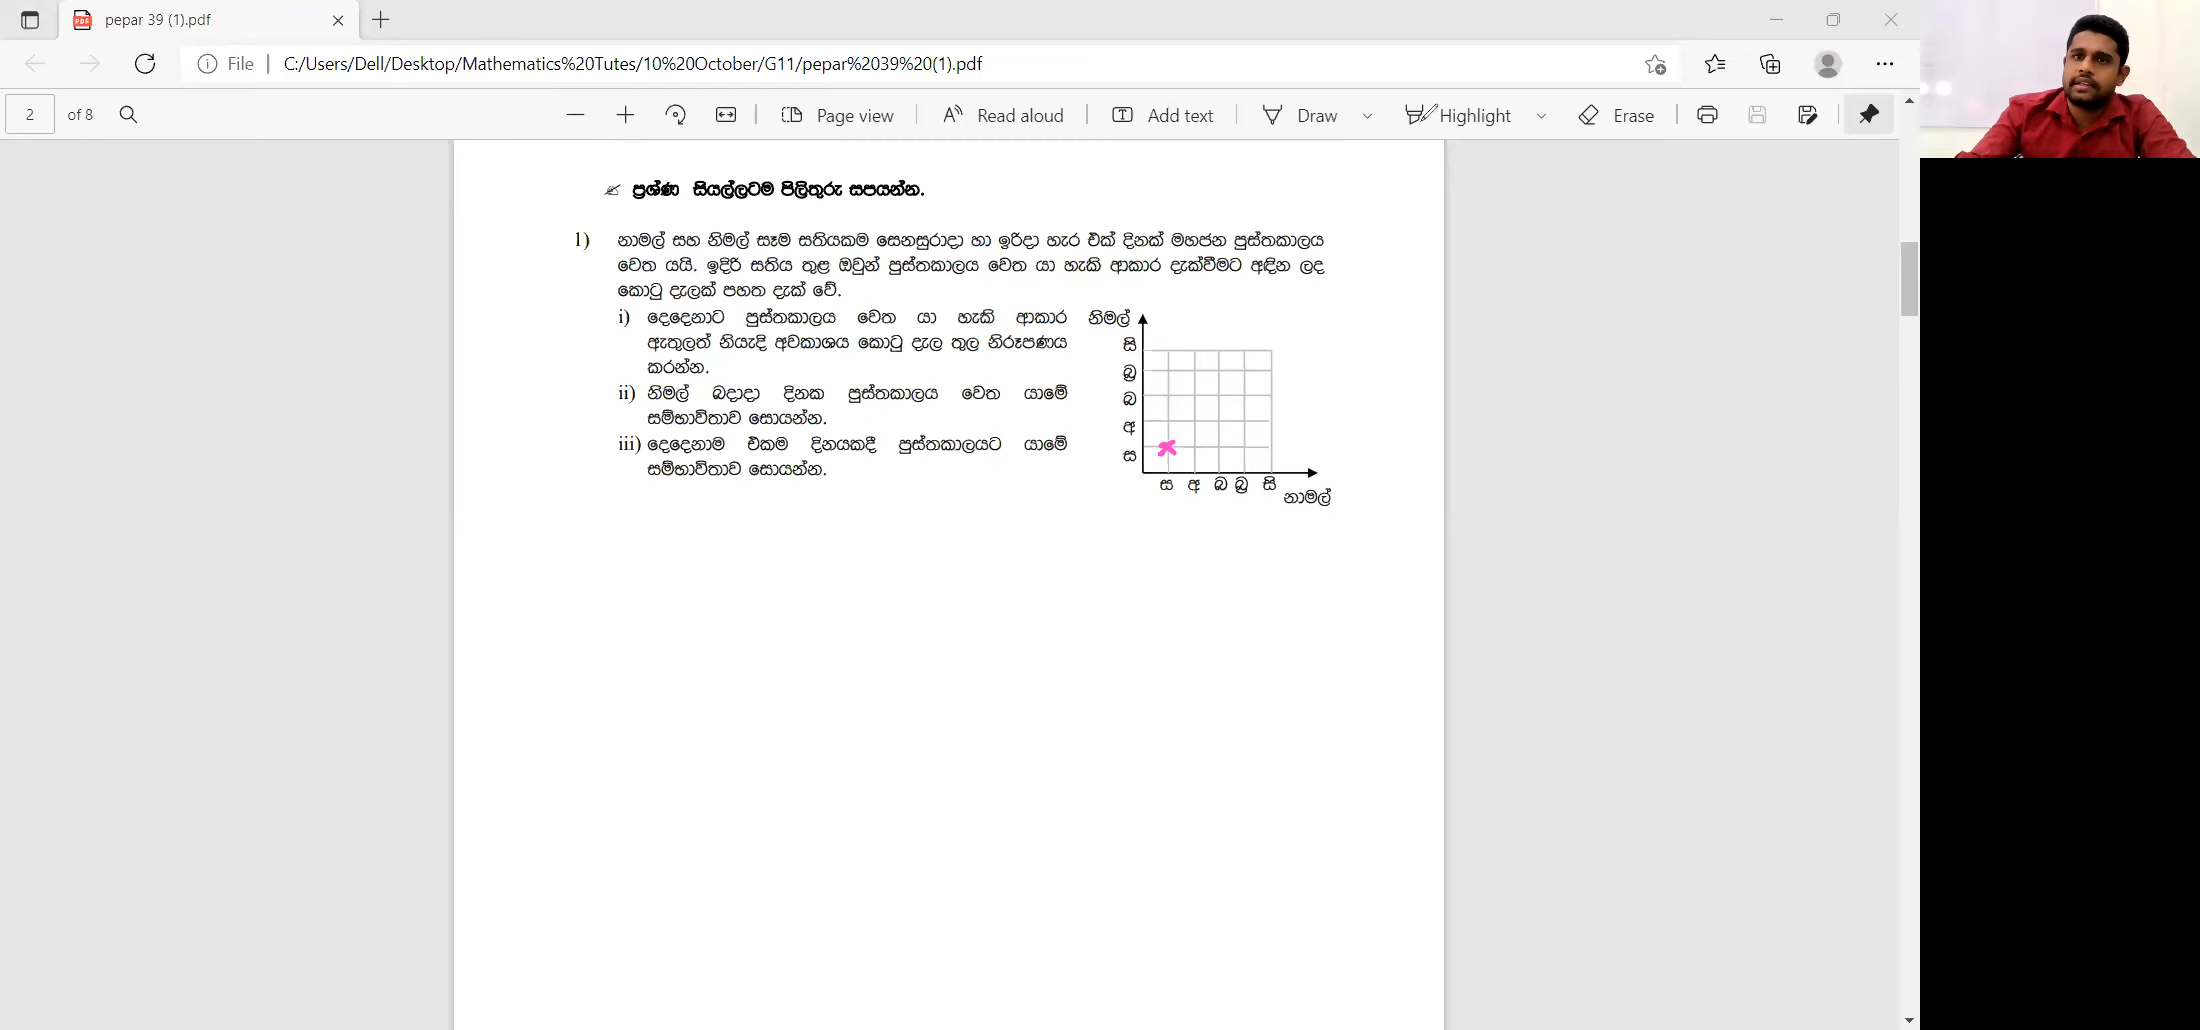 pepar 39 (1).pdf
File | C:/Users/Dell/Desktop/Mathematics%20Tutes/10%20October/G11/pepar%2039%20(1).pdf
2 of 8 Page view Read aloud Add text Draw Highlight Erase
ප්‍රශ්ණ සියල්ලටම පිලිතුරු සපයන්න.
1) නාමල් සහ නිමල් සෑම සතියකම සෙනසුරාදා හා ඉරිදා හැර එක් දිනක් මහජන පුස්තකාලය
වෙත යයි. ඉදිරි සතිය තුළ ඔවුන් පුස්තකාලය වෙත යා හැකි ආකාර දැක්වීමට අඳින ලද
කොටු දැලක් පහත දැක් වේ.
i) දෙදෙනාට පුස්තකාලය වෙත යා හැකි ආකාර
ඇතුලත් නියැදි අවකාශය කොටු දැල තුල නිරූපණය
කරන්න.
ii) නිමල් බදාදා දිනක පුස්තකාලය වෙත යාමේ
සම්භාවිතාව සොයන්න.
iii) දෙදෙනාම එකම දිනයකදී පුස්තකාලයට යාමේ
සම්භාවිතාව සොයන්න.
නිමල්
සි
බ්‍ර
බ
අ
ස
ස අ බ බ්‍ර සි
නාමල්